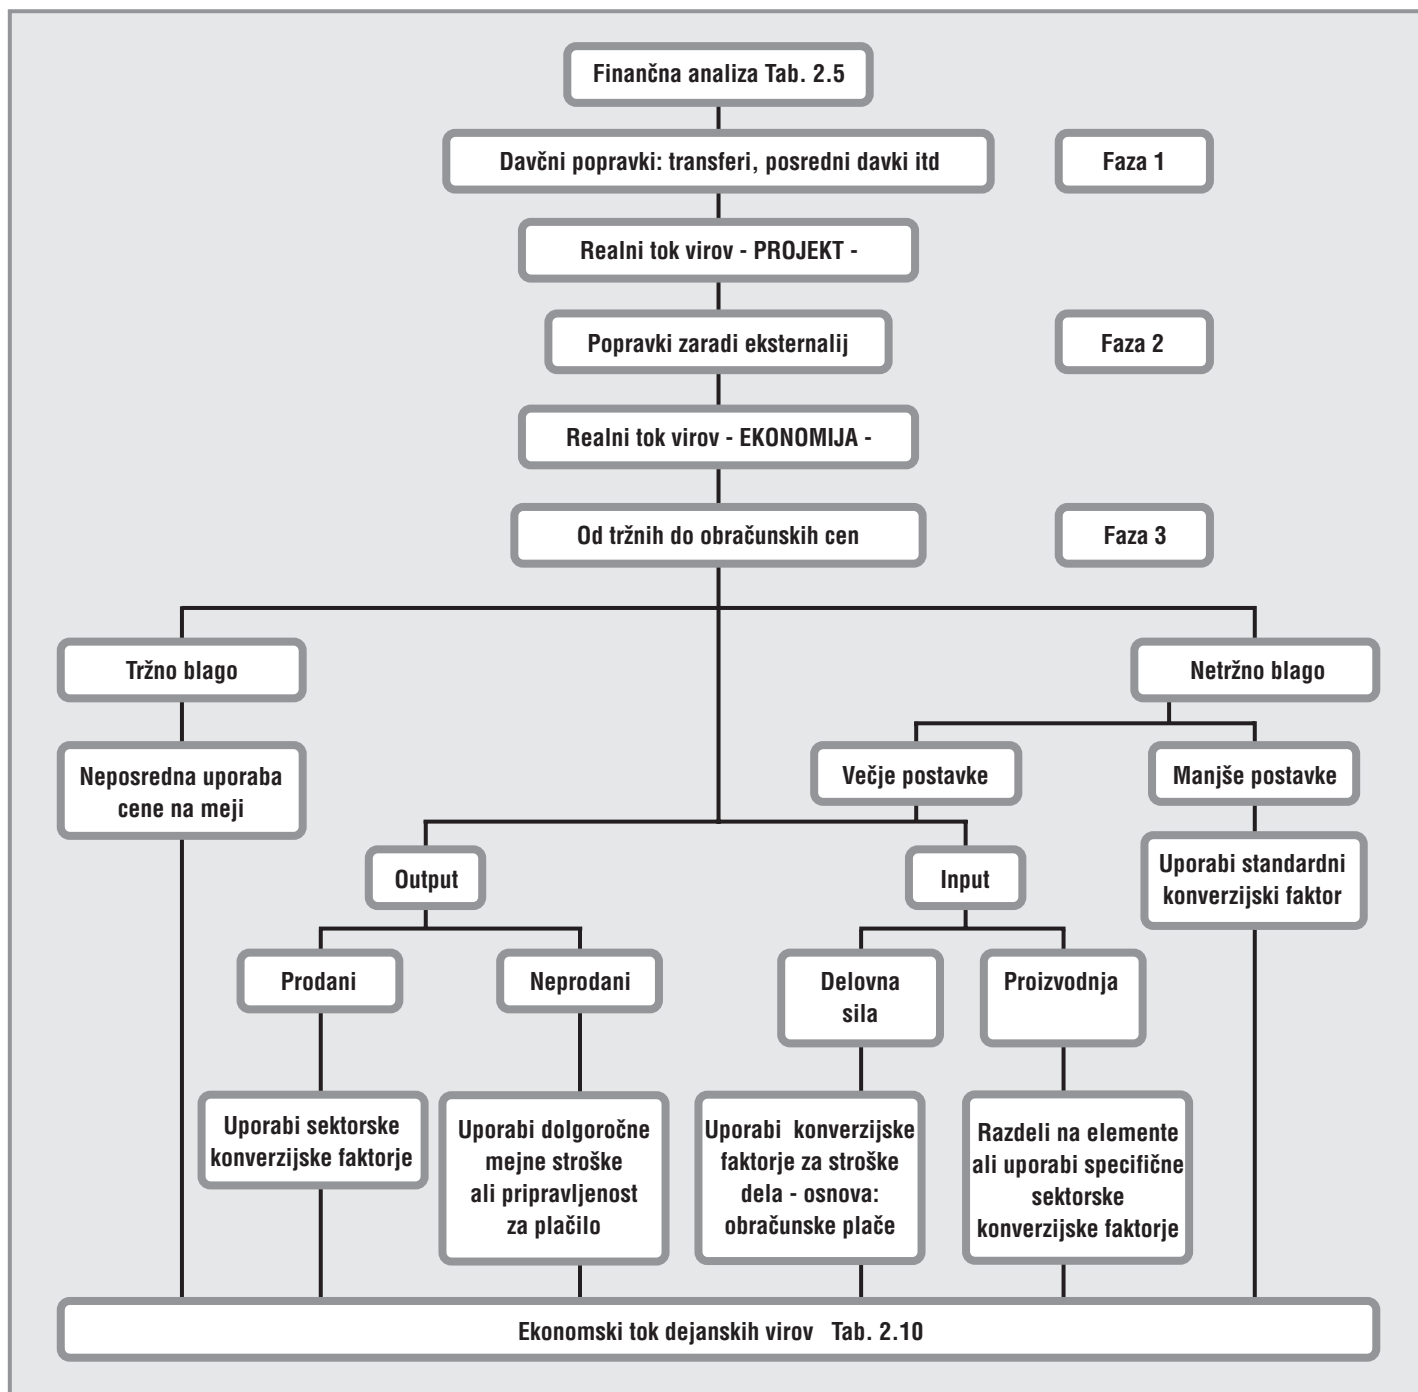 Finančna analiza Tab. 2.5
Davčni popravki: transferi, posredni davki itd
Faza 1
Realni tok virov - PROJEKT -
Popravki zaradi eksternalij
Faza 2
Realni tok virov - EKONOMIJA -
Od tržnih do obračunskih cen
Faza 3
Tržno blago
Netržno blago
Neposredna uporaba
cene na meji
Večje postavke
Manjše postavke
Output
Input
Uporabi standardni
konverzijski faktor
Prodani
Neprodani
Delovna
sila
Proizvodnja
Uporabi sektorske
konverzijske faktorje
Uporabi dolgoročne
mejne stroške
ali pripravljenost
za plačilo
Uporabi konverzijske
faktorje za stroške
dela - osnova:
obračunske plače
Razdeli na elemente
ali uporabi specifične
sektorske
konverzijske faktorje
Ekonomski tok dejanskih virov Tab. 2.10